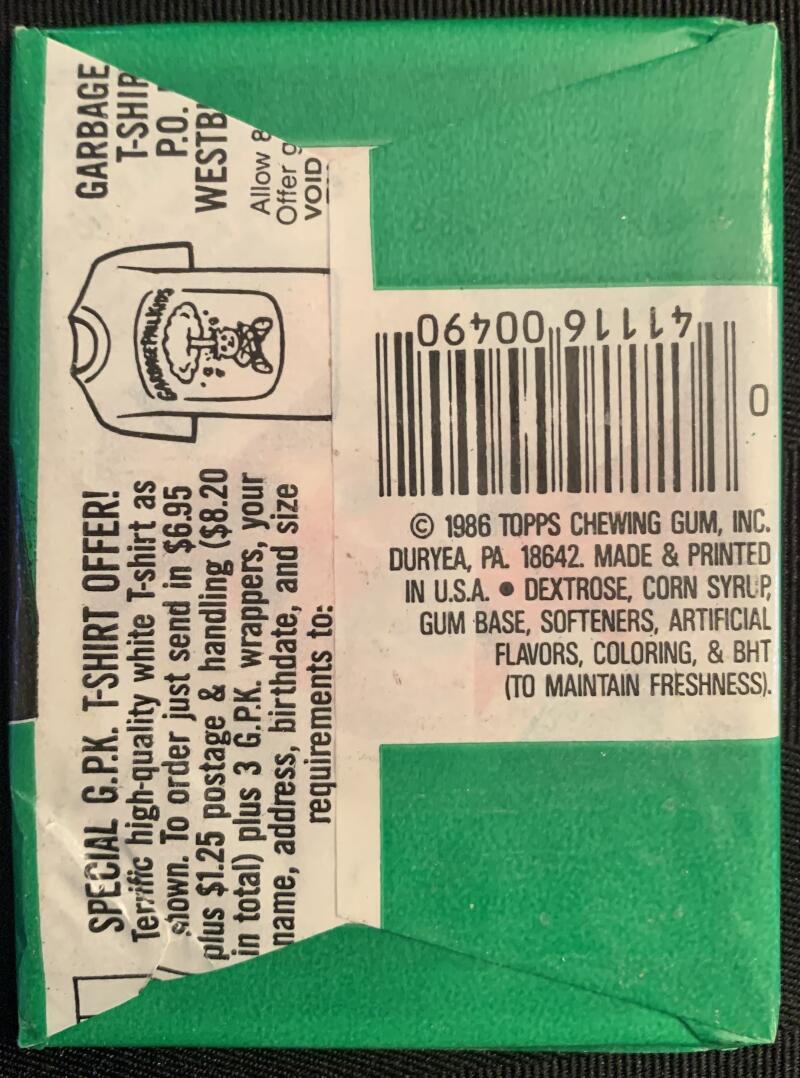 SPECIAL G.P.K. T-SHIRT OFFER!
Terrific high-quality white T-shirt as
shown. To order just send in $6.95
plus $1.25 postage & handling ($8.20
in total) plus 3 G.P.K. wrappers, your
name, address, birthdate, and size
requirements to:
GARBAGE PAIL KIDS
GARBAGE
T-SHIR
P.O.
WESTB
Allow 8
Offer g
VOID
41116 00490
0
© 1986 TOPPS CHEWING GUM, INC.
DURYEA, PA. 18642. MADE & PRINTED
IN U.S.A. • DEXTROSE, CORN SYRUP,
GUM BASE, SOFTENERS, ARTIFICIAL
FLAVORS, COLORING, & BHT
(TO MAINTAIN FRESHNESS).